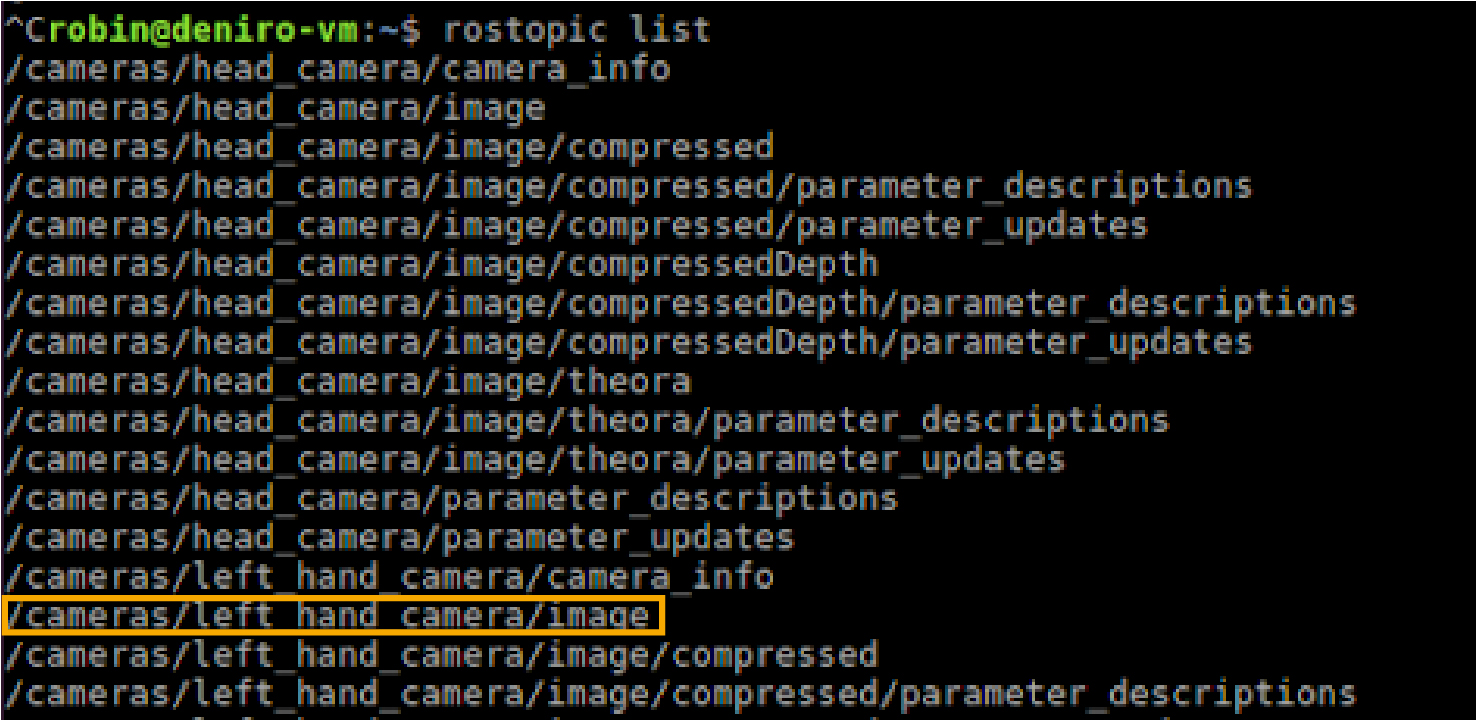 ^Crobin@deniro-vm:~$ rostopic list
/cameras/head_camera/camera_info
/cameras/head_camera/image
/cameras/head_camera/image/compressed
/cameras/head_camera/image/compressed/parameter_descriptions
/cameras/head_camera/image/compressed/parameter_updates
/cameras/head_camera/image/compressedDepth
/cameras/head_camera/image/compressedDepth/parameter_descriptions
/cameras/head_camera/image/compressedDepth/parameter_updates
/cameras/head_camera/image/theora
/cameras/head_camera/image/theora/parameter_descriptions
/cameras/head_camera/image/theora/parameter_updates
/cameras/head_camera/parameter_descriptions
/cameras/head_camera/parameter_updates
/cameras/left_hand_camera/camera_info
/cameras/left_hand_camera/image
/cameras/left_hand_camera/image/compressed
/cameras/left_hand_camera/image/compressed/parameter_descriptions